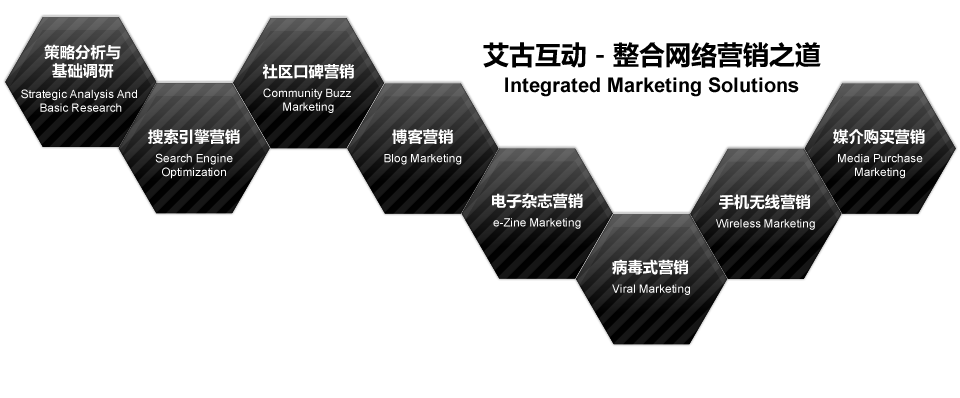 艾古互动 - 整合网络营销之道
Integrated Marketing Solutions
策略分析与
基础调研
Strategic Analysis And
Basic Research
搜索引擎营销
Search Engine
Optimization
社区口碑营销
Community Buzz
Marketing
博客营销
Blog Marketing
电子杂志营销
e-Zine Marketing
病毒式营销
Viral Marketing
手机无线营销
Wireless Marketing
媒介购买营销
Media Purchase
Marketing